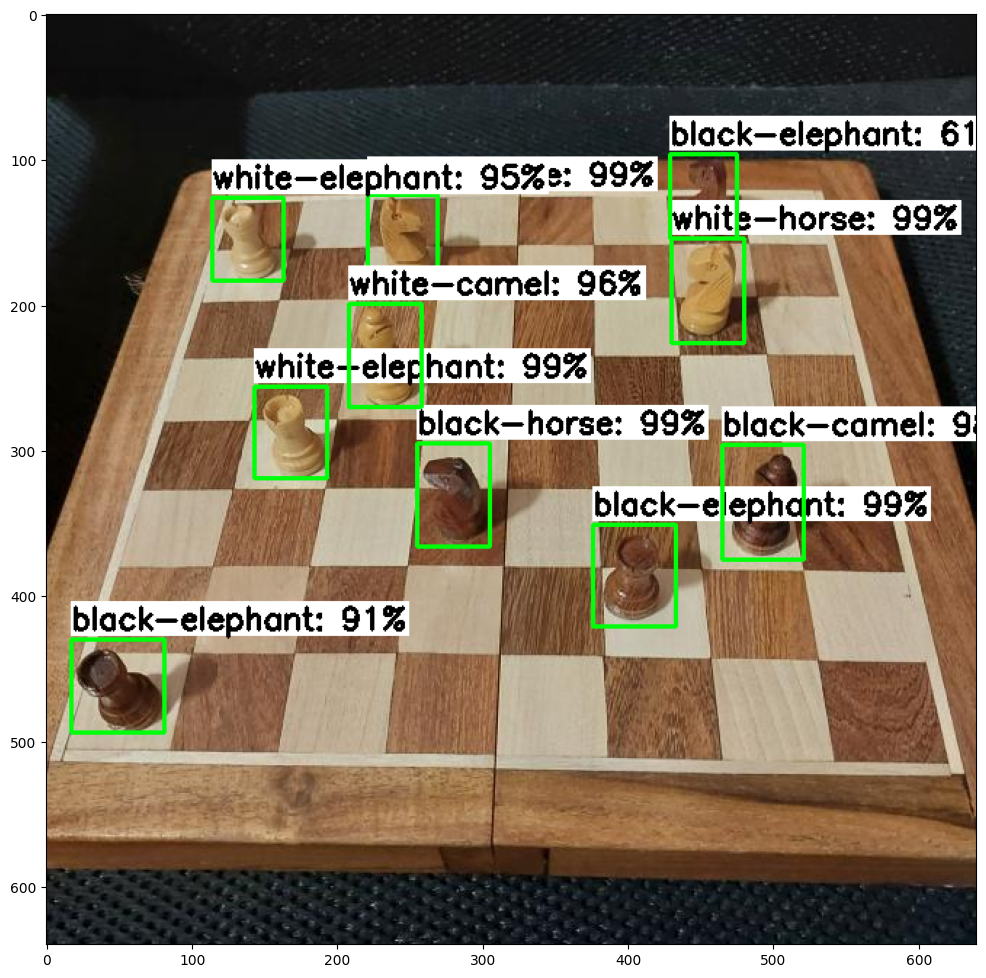 0
100
200
300
400
500
600
black-elephant: 61
white-elephant: 95%
e: 99%
white-horse: 99%
white-camel: 96%
white-elephant: 99%
black-horse: 99%
black-camel: 98
black-elephant: 99%
black-elephant: 91%
0 100 200 300 400 500 600